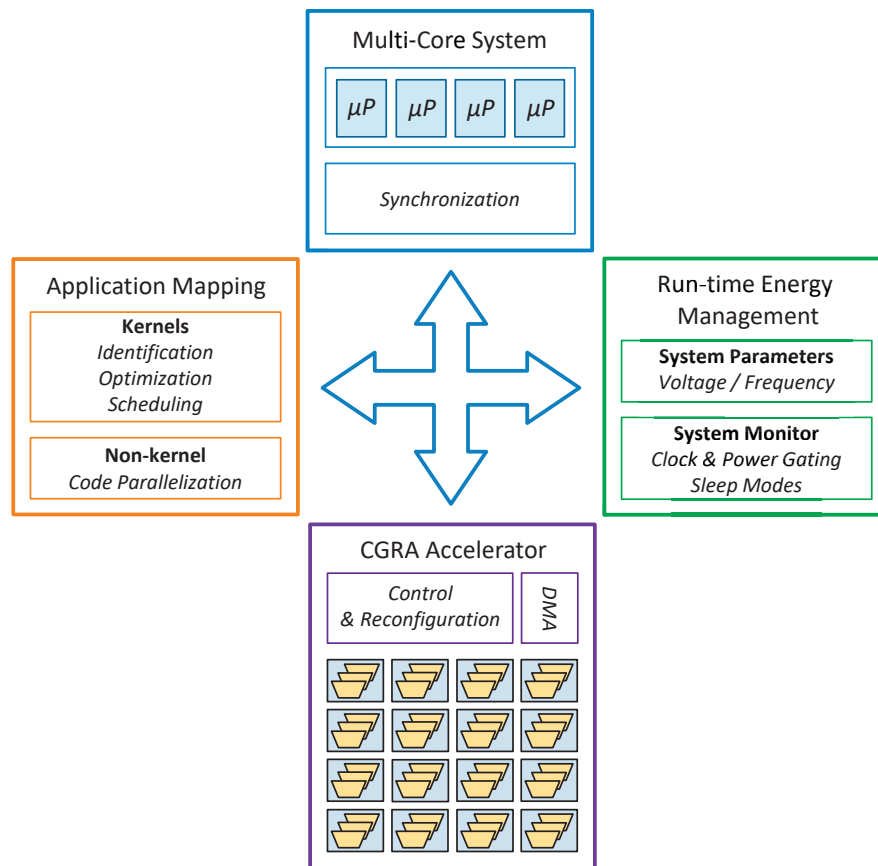 Multi-Core System
µP µP µP µP
Synchronization
Application Mapping
Kernels
Identification
Optimization
Scheduling
Non-kernel
Code Parallelization
Run-time Energy
Management
System Parameters
Voltage / Frequency
System Monitor
Clock & Power Gating
Sleep Modes
CGRA Accelerator
Control
& Reconfiguration
DMA